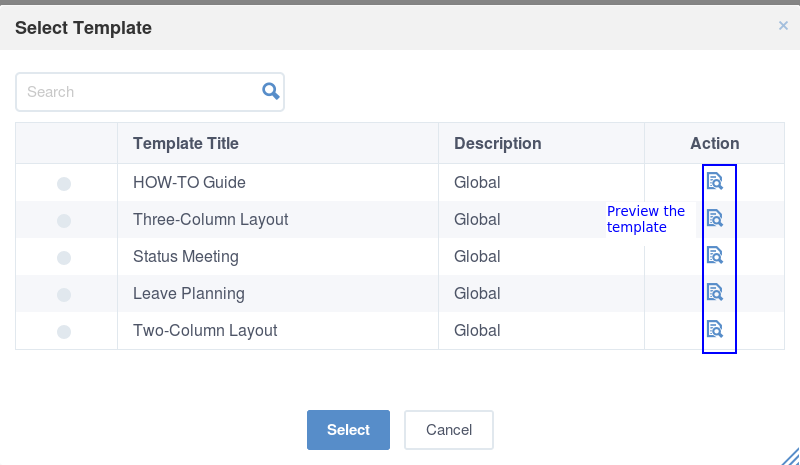 Select Template
×
Search
Template Title Description Action
HOW-TO Guide Global
Three-Column Layout Global
Preview the
template
Status Meeting Global
Leave Planning Global
Two-Column Layout Global
Select Cancel